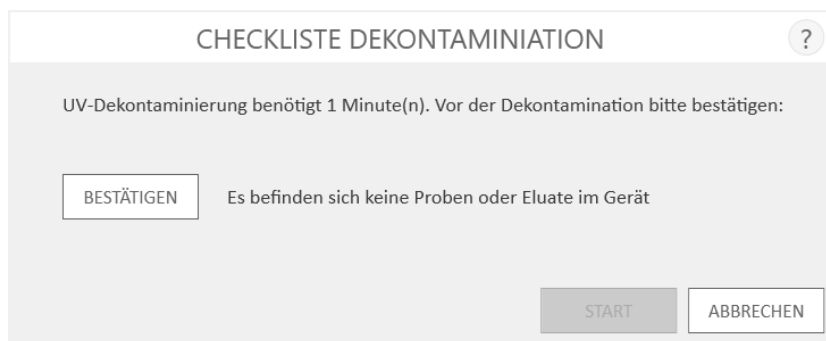 CHECKLISTE DEKONTAMINIATION
?
UV-Dekontaminierung benötigt 1 Minute(n). Vor der Dekontamination bitte bestätigen:
BESTÄTIGEN Es befinden sich keine Proben oder Eluate im Gerät
START ABBRECHEN